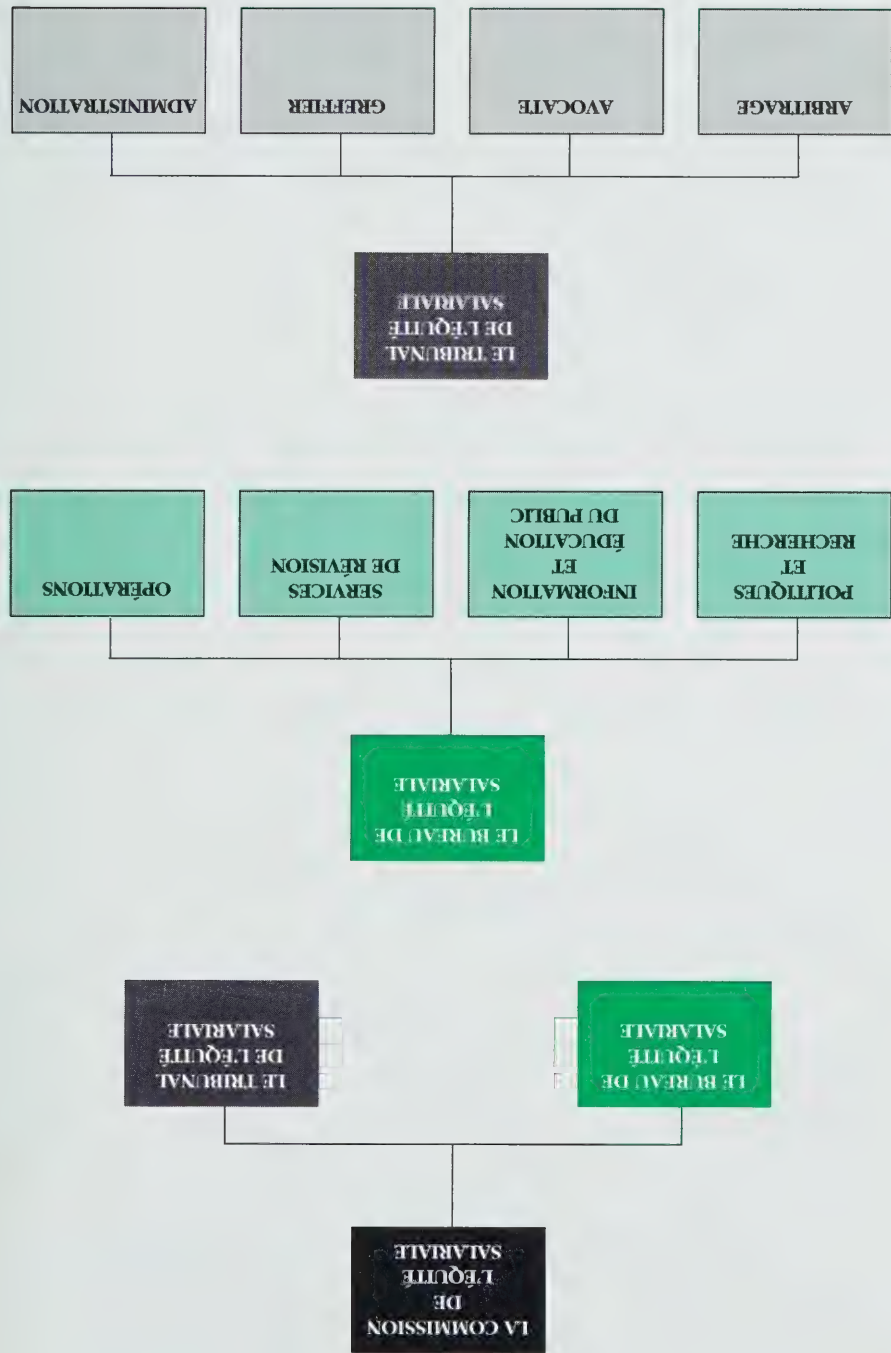 LA COMMISSION
DE
L'ÉQUITÉ
SALARIALE
LE BUREAU DE
L'ÉQUITÉ
SALARIALE
LE TRIBUNAL
DE L'ÉQUITÉ
SALARIALE
LE BUREAU DE
L'ÉQUITÉ
SALARIALE
POLITIQUES
ET
RECHERCHE
INFORMATION
ET
ÉDUCATION
DU PUBLIC
SERVICES
DE RÉVISION
OPÉRATIONS
LE TRIBUNAL
DE L'ÉQUITÉ
SALARIALE
ARBITRAGE
AVOCATE
GREFFIER
ADMINISTRATION